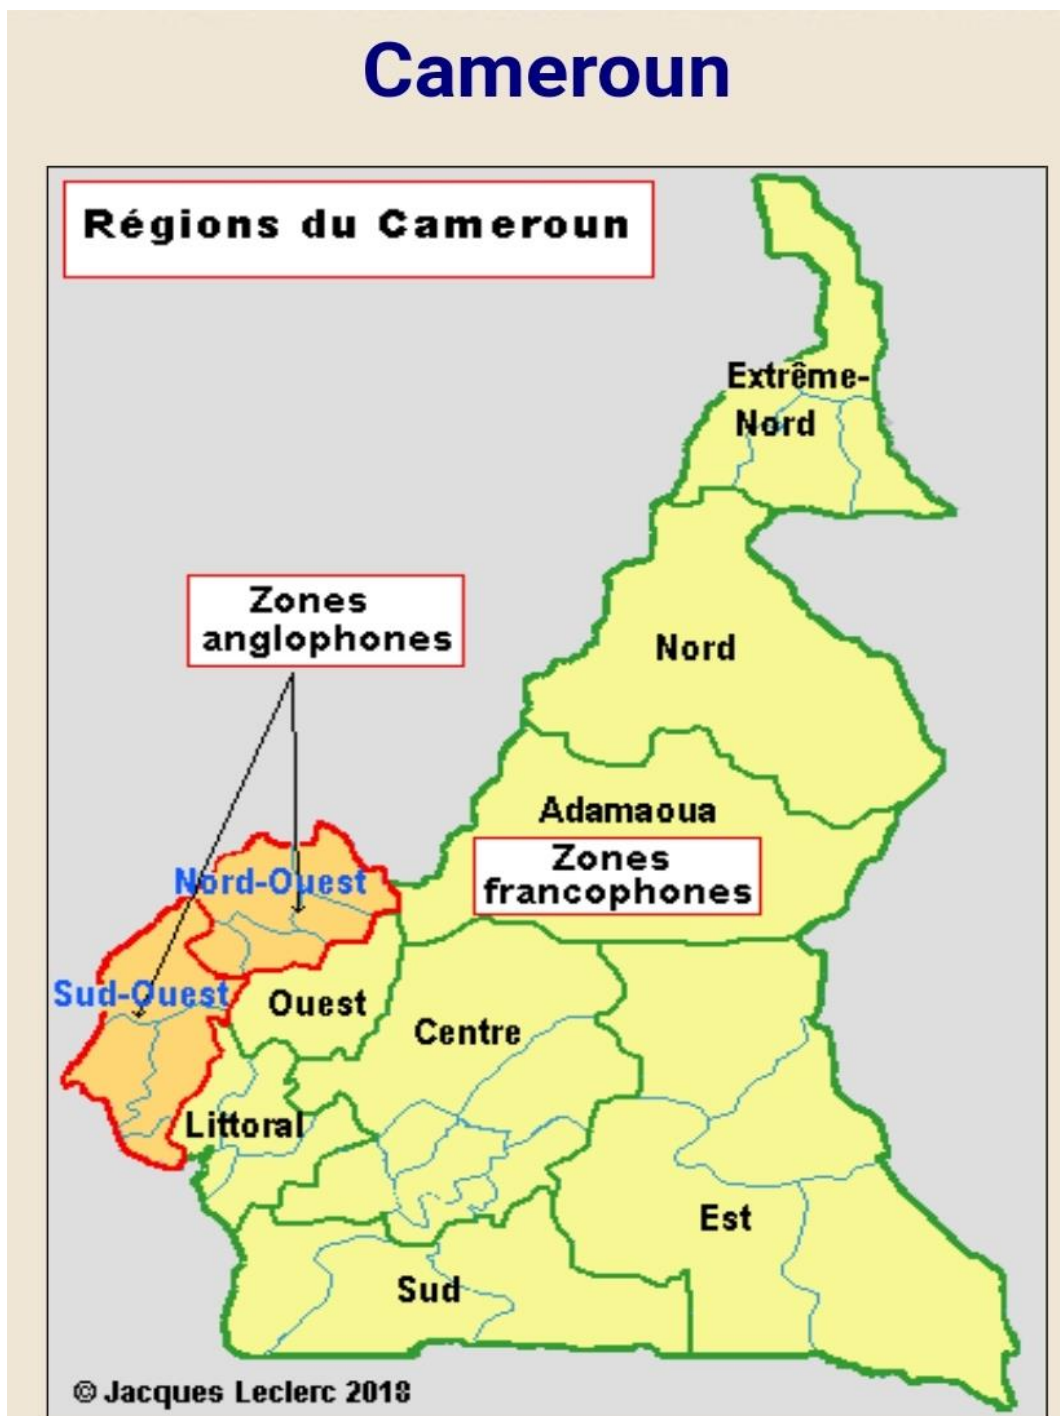 Cameroun
Régions du Cameroun
Extrême-
Nord
Zones
anglophones
Nord
Adamaoua
Zones
francophones
Nord-Ouest
Sud-Ouest
Ouest
Centre
Littoral
Est
Sud
© Jacques Leclerc 2018